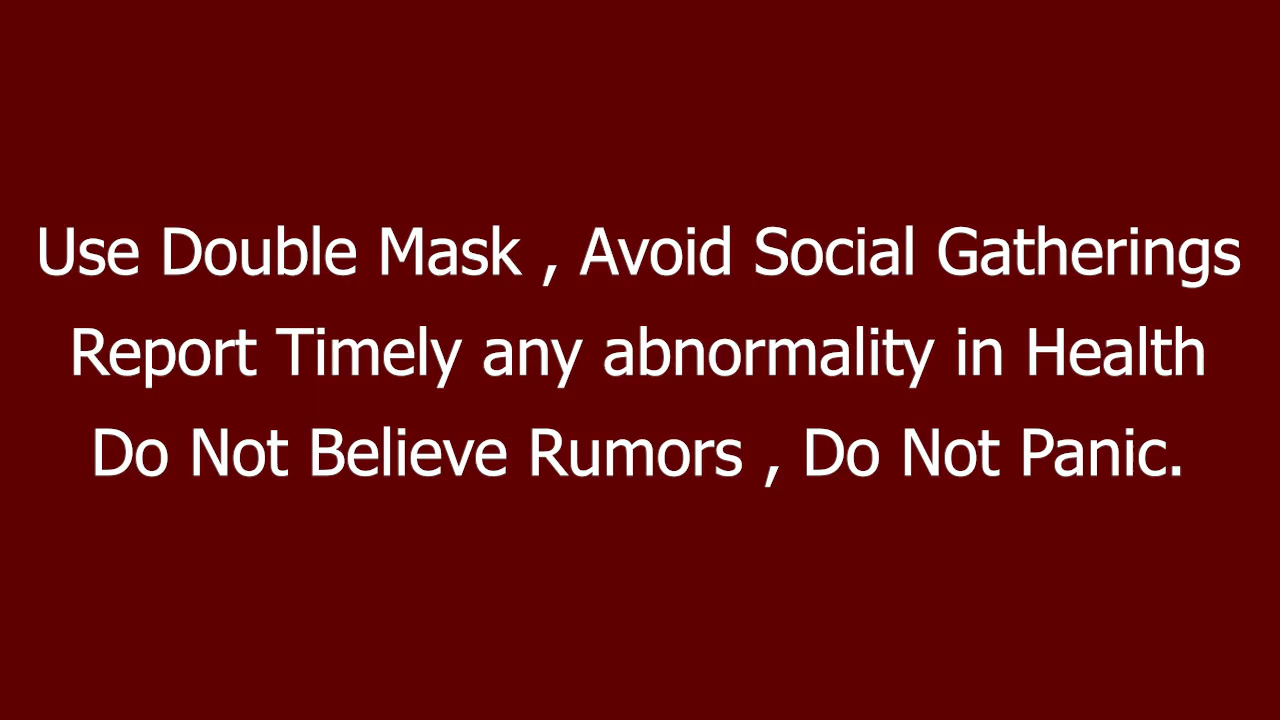 Use Double Mask , Avoid Social Gatherings
Report Timely any abnormality in Health
Do Not Believe Rumors , Do Not Panic.